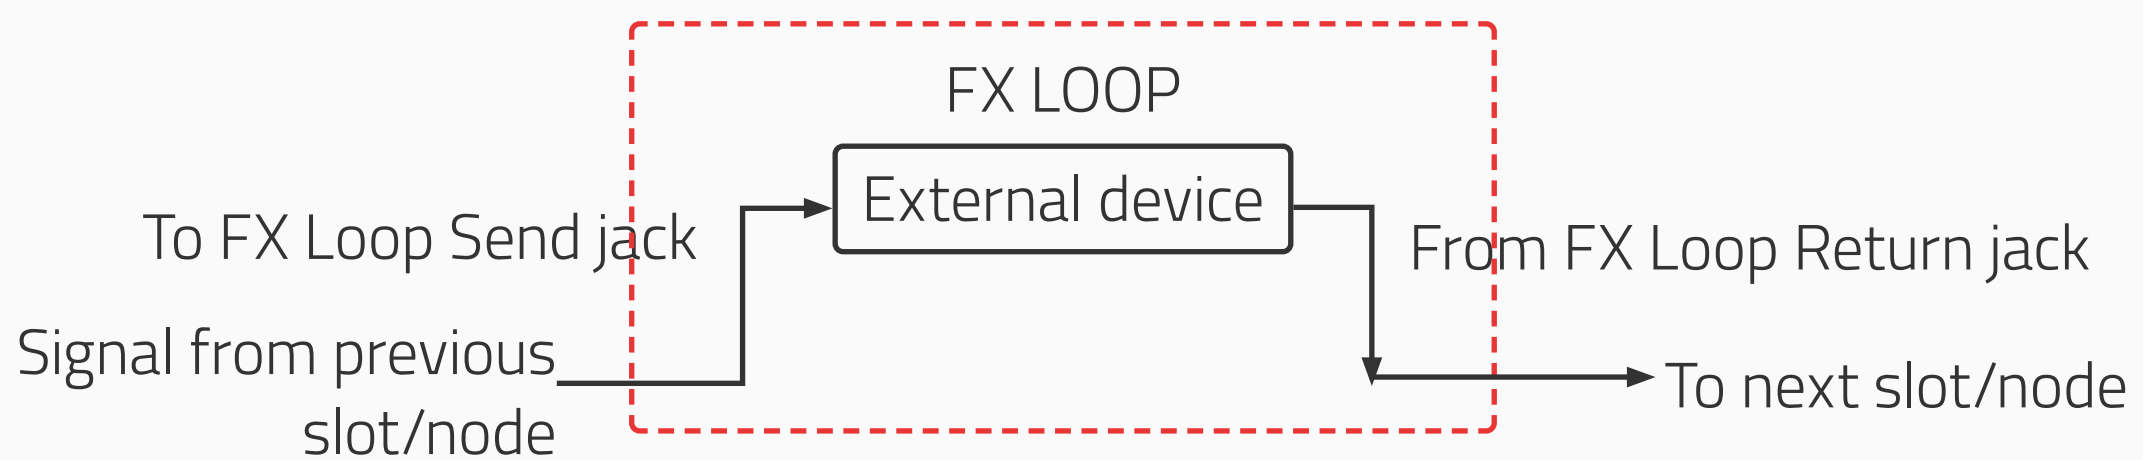 FX LOOP
External device
To FX Loop Send jack
From FX Loop Return jack
Signal from previous
slot/node
To next slot/node